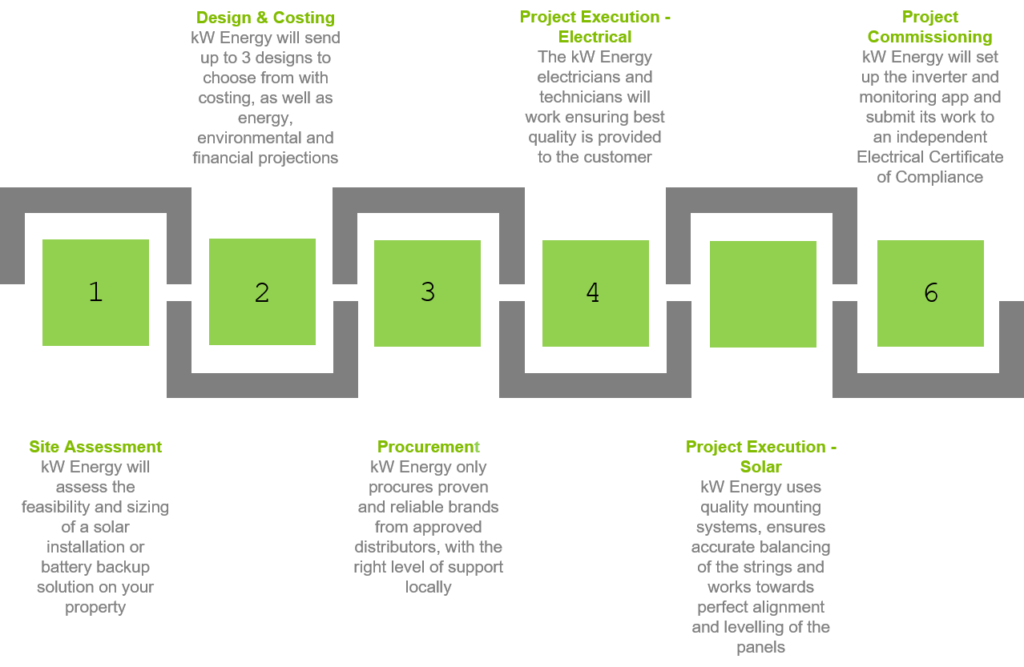 Design & Costing
kW Energy will send
up to 3 designs to
choose from with
costing, as well as
energy,
environmental and
financial projections
Project Execution -
Electrical
The kW Energy
electricians and
technicians will
work ensuring best
quality is provided
to the customer
Project
Commissioning
kW Energy will set
up the inverter and
monitoring app and
submit its work to
an independent
Electrical Certificate
of Compliance
1
2
3
4
6
Site Assessment
kW Energy will
assess the
feasibility and sizing
of a solar
installation or
battery backup
solution on your
property
Procurement
kW Energy only
procures proven
and reliable brands
from approved
distributors, with the
right level of support
locally
Project Execution -
Solar
kW Energy uses
quality mounting
systems, ensures
accurate balancing
of the strings and
works towards
perfect alignment
and levelling of the
panels